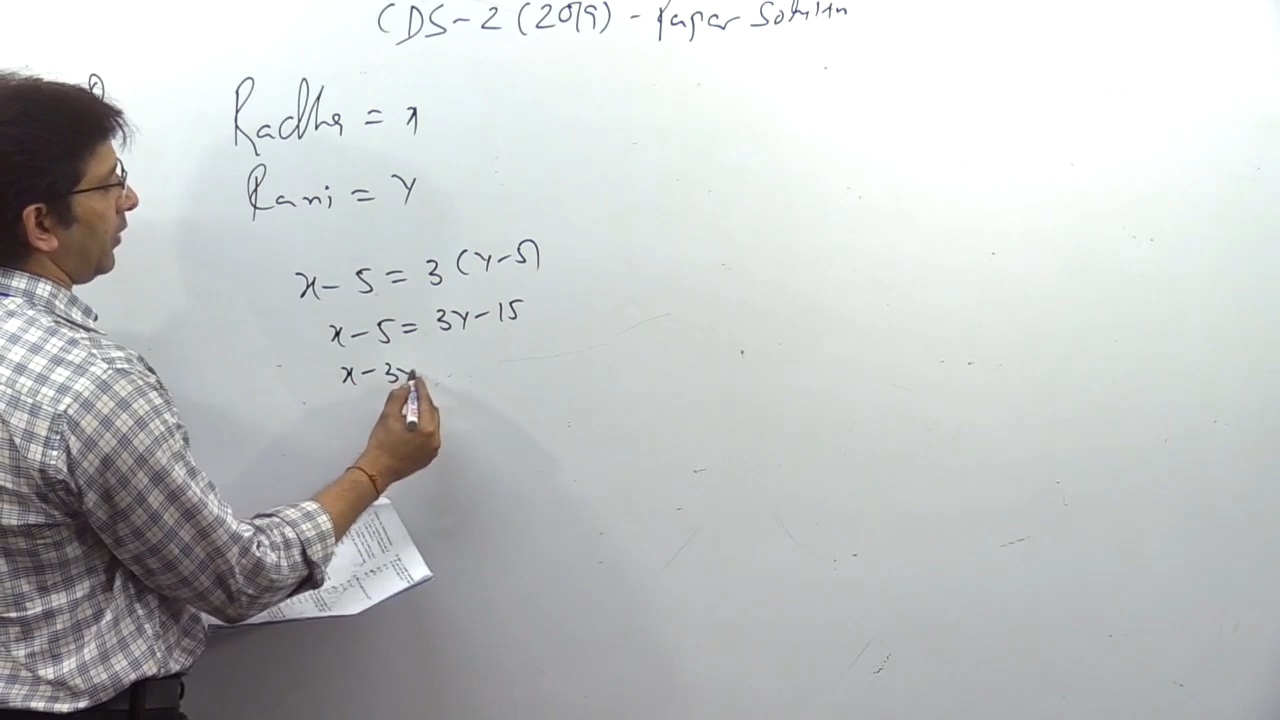 CDS-2 (2019) - Paper Solution
Radha = x
Rani = y
x - 5 = 3 (y - 5)
x - 5 = 3y - 15
x - 3y